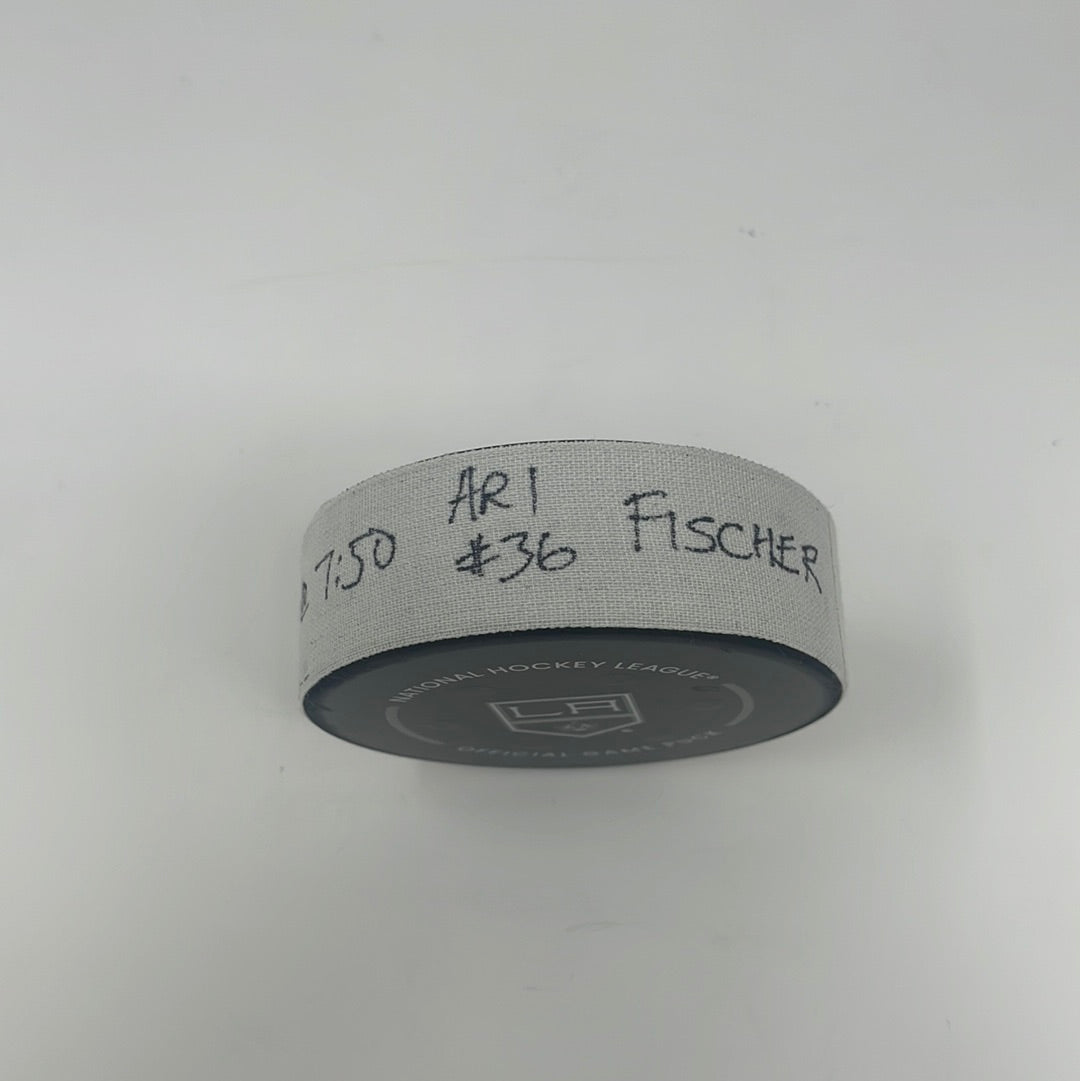 7:50 ARI
#36 FISCHER
NATIONAL HOCKEY LEAGUE®
LA
OFFICIAL GAME PUCK